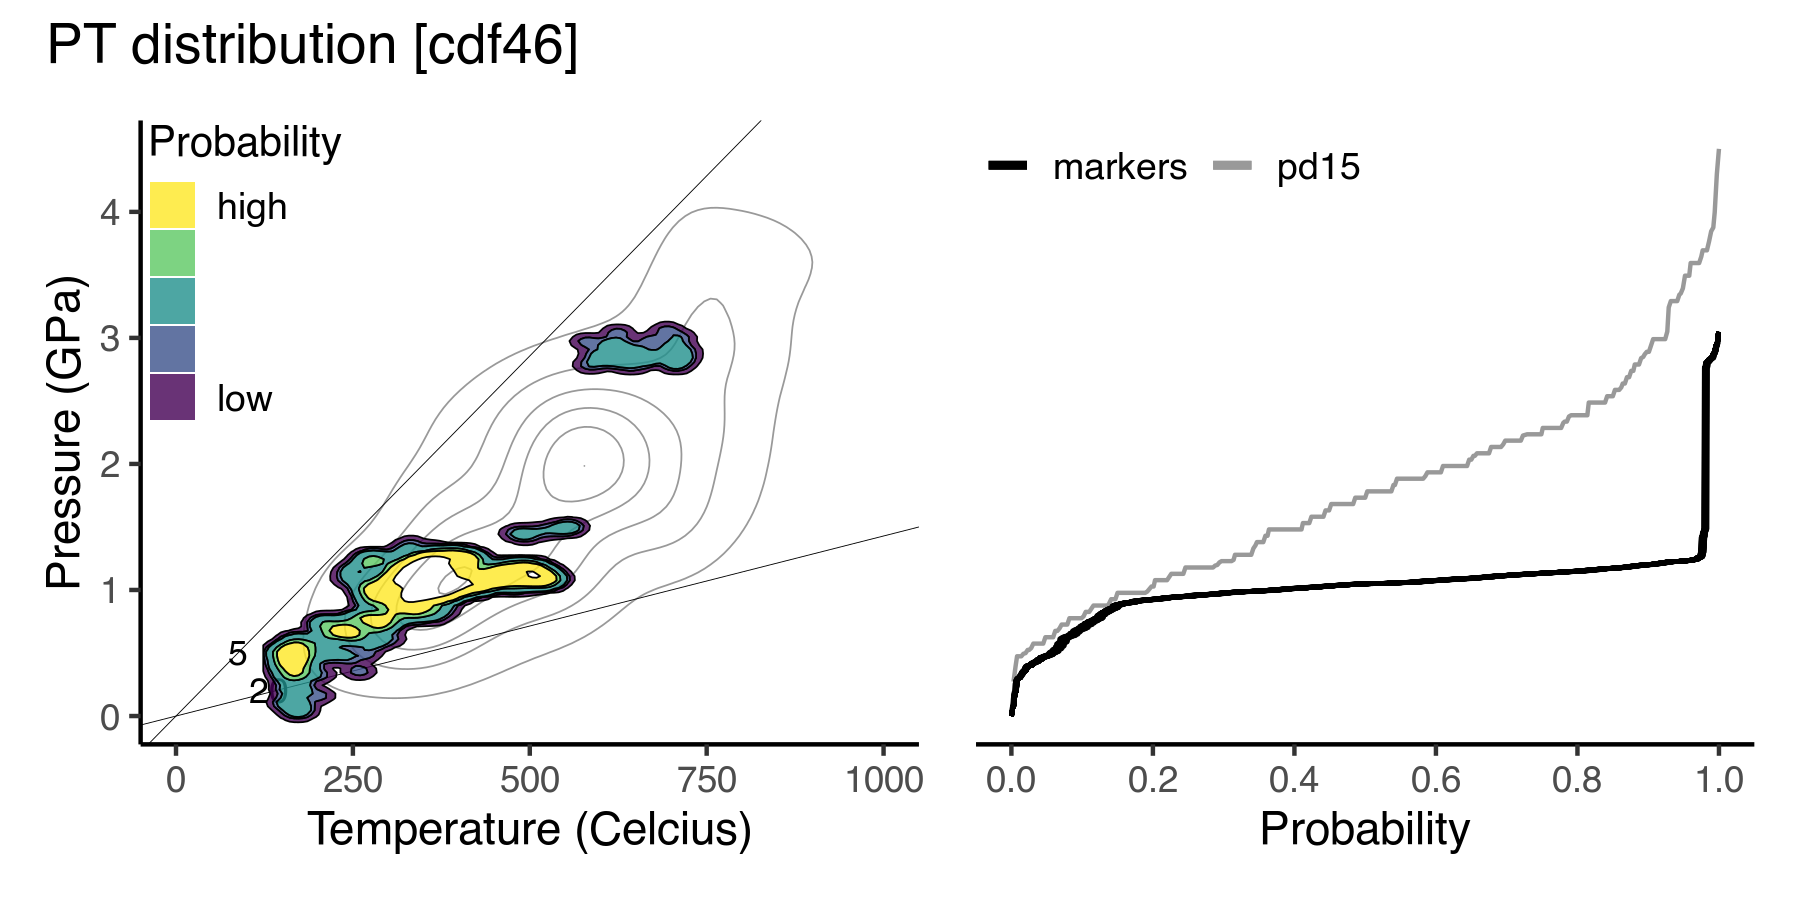 PT distribution [cdf46]
Probability
high
low
Pressure (GPa)
4
3
2
1
0
5
2
0 250 500 750 1000
Temperature (Celcius)
markers pd15
0.0 0.2 0.4 0.6 0.8 1.0
Probability